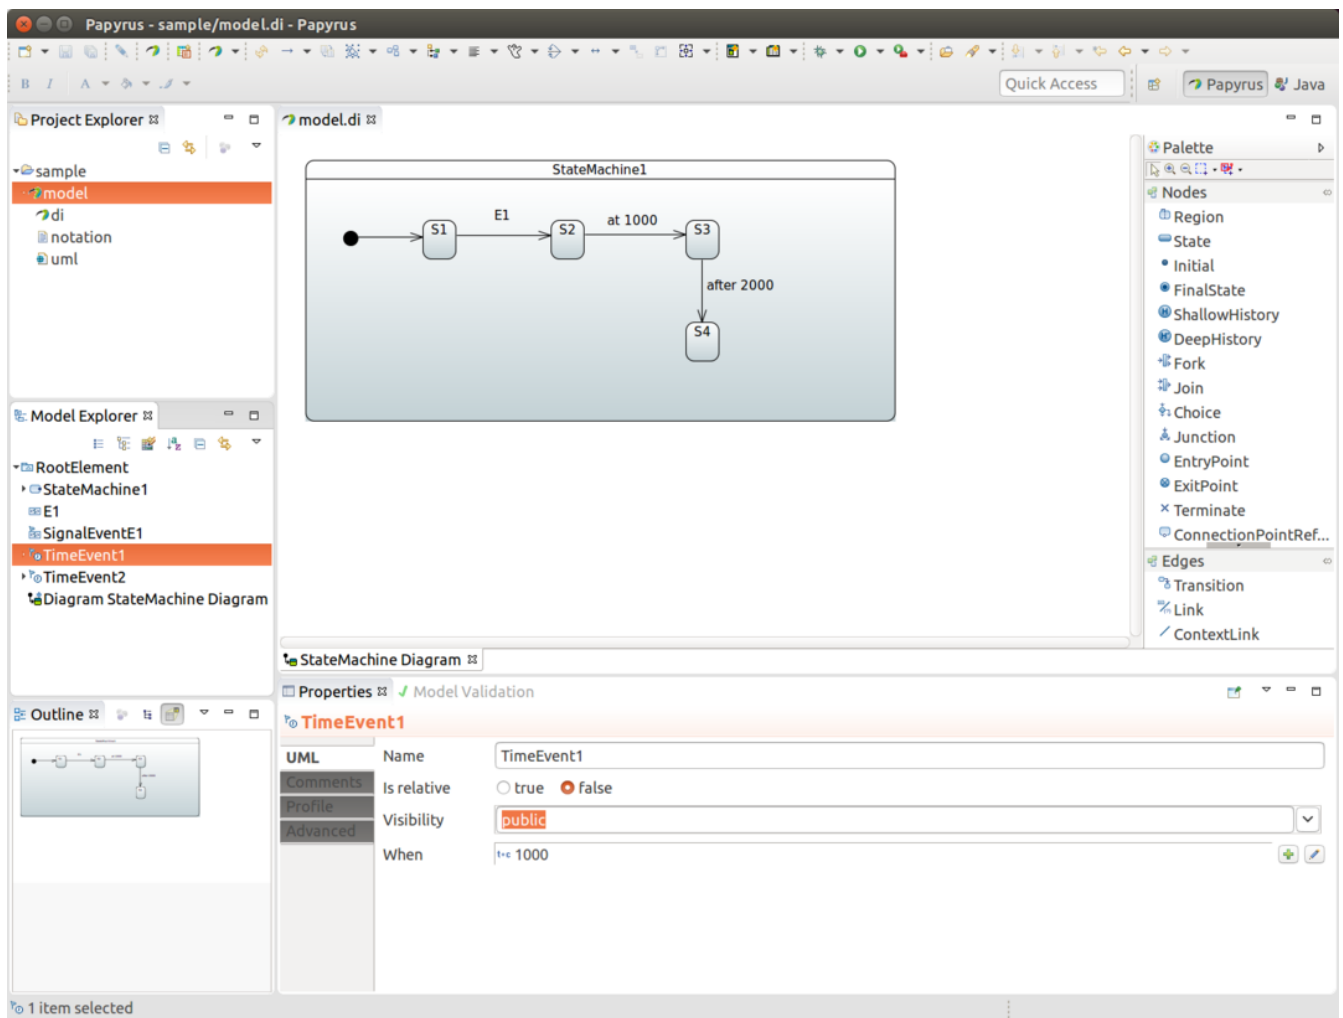 Papyrus - sample/model.di - Papyrus
B I A
Quick Access
Papyrus
Java
Project Explorer
sample
model
di
notation
uml
Model Explorer
RootElement
StateMachine1
E1
SignalEventE1
TimeEvent1
TimeEvent2
Diagram StateMachine Diagram
Outline
model.di
StateMachine1
S1
E1
S2
at 1000
S3
after 2000
S4
StateMachine Diagram
Palette
Nodes
Region
State
Initial
FinalState
ShallowHistory
DeepHistory
Fork
Join
Choice
Junction
EntryPoint
ExitPoint
Terminate
ConnectionPointRef...
Edges
Transition
Link
ContextLink
Properties
Model Validation
TimeEvent1
UML
Comments
Profile
Advanced
Name
TimeEvent1
Is relative
true
false
Visibility
public
When
1000
1 item selected